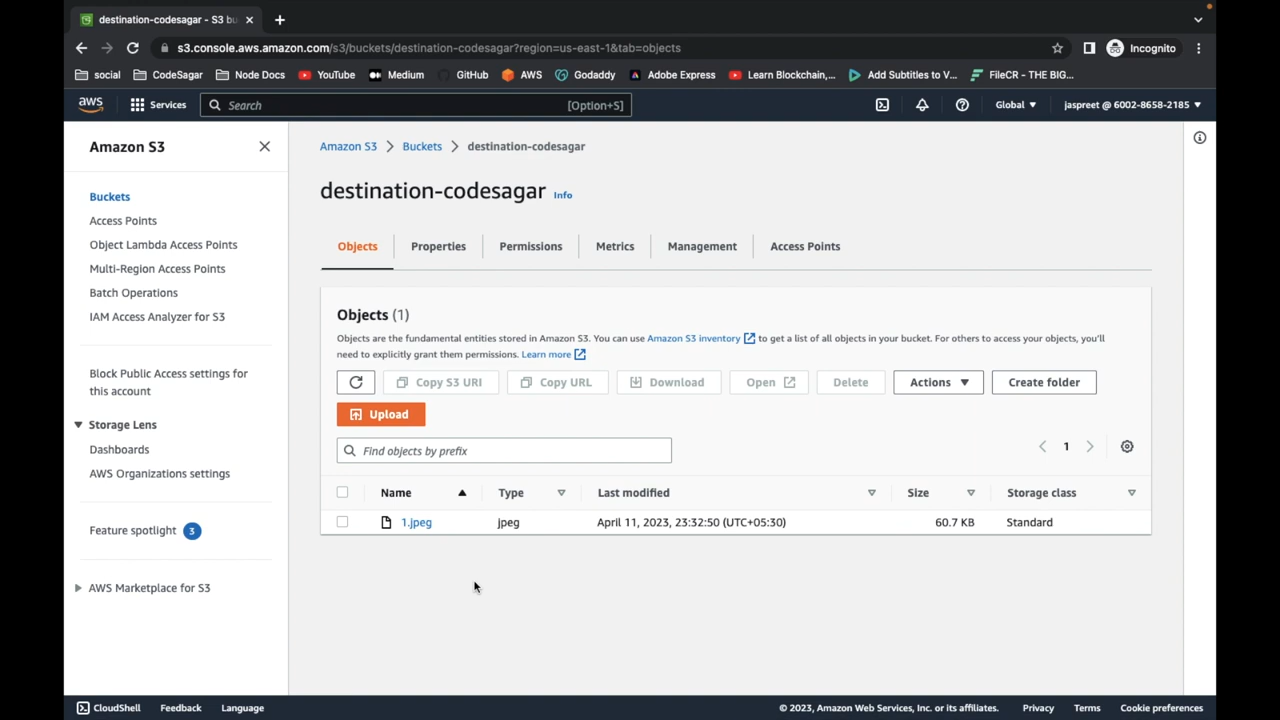 destination-codesagar - S3 bu
s3.console.aws.amazon.com/s3/buckets/destination-codesagar?region=us-east-1&tab=objects
Incognito
social CodeSagar Node Docs YouTube Medium GitHub AWS Godaddy Adobe Express Learn Blockchain,... Add Subtitles to V... FileCR - THE BIG...
aws Services Search [Option+S] Global jaspreet @ 6002-8658-2185
Amazon S3
Buckets
Access Points
Object Lambda Access Points
Multi-Region Access Points
Batch Operations
IAM Access Analyzer for S3
Block Public Access settings for
this account
Storage Lens
Dashboards
AWS Organizations settings
Feature spotlight 3
AWS Marketplace for S3
Amazon S3 > Buckets > destination-codesagar
destination-codesagar Info
Objects Properties Permissions Metrics Management Access Points
Objects (1)
Objects are the fundamental entities stored in Amazon S3. You can use Amazon S3 inventory to get a list of all objects in your bucket. For others to access your objects, you'll
need to explicitly grant them permissions. Learn more
Copy S3 URI Copy URL Download Open Delete Actions Create folder
Upload
Find objects by prefix
1
Name Type Last modified Size Storage class
1.jpeg jpeg April 11, 2023, 23:32:50 (UTC+05:30) 60.7 KB Standard
CloudShell Feedback Language © 2023, Amazon Web Services, Inc. or its affiliates. Privacy Terms Cookie preferences